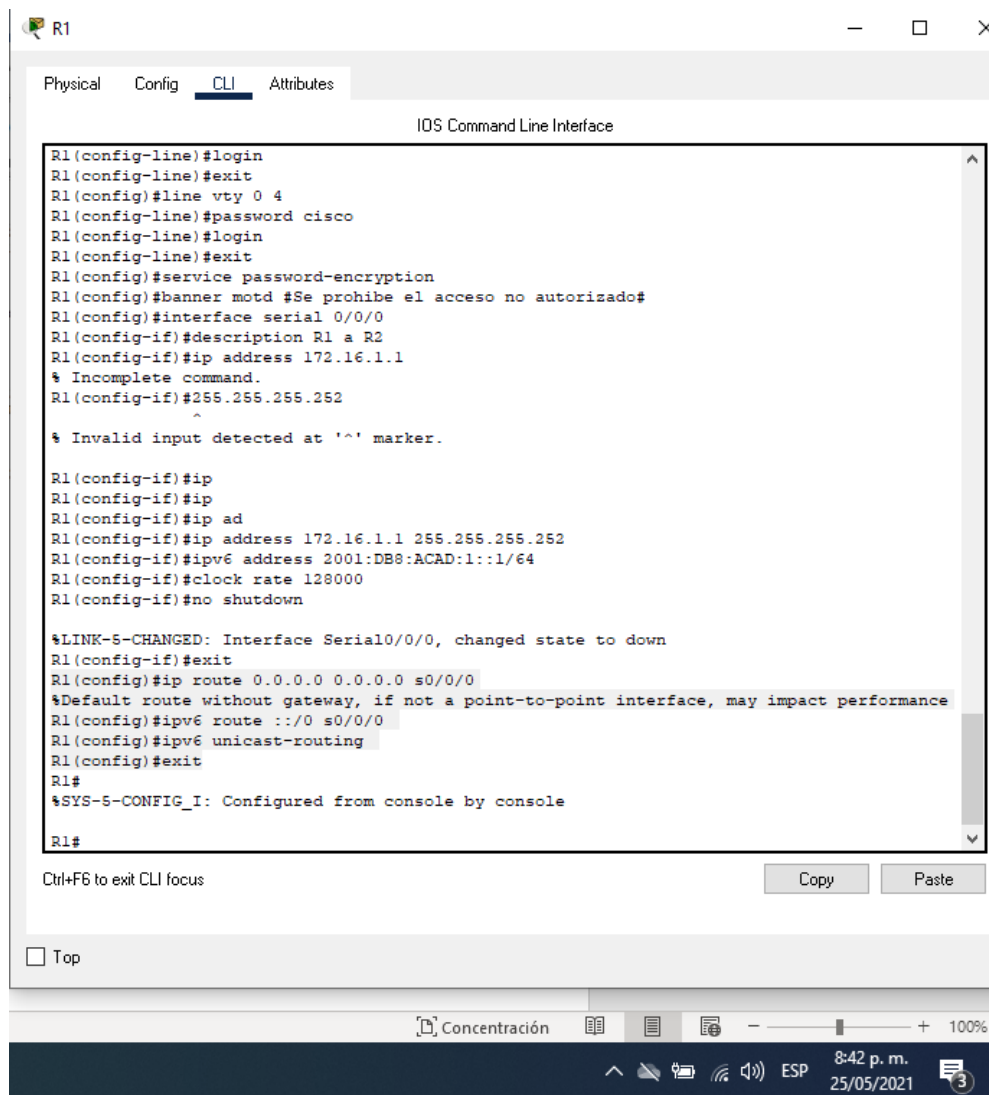 R1
Physical Config CLI Attributes
IOS Command Line Interface
R1(config-line)#login
R1(config-line)#exit
R1(config)#line vty 0 4
R1(config-line)#password cisco
R1(config-line)#login
R1(config-line)#exit
R1(config)#service password-encryption
R1(config)#banner motd #Se prohibe el acceso no autorizado#
R1(config)#interface serial 0/0/0
R1(config-if)#description R1 a R2
R1(config-if)#ip address 172.16.1.1
% Incomplete command.
R1(config-if)#255.255.255.252
^
% Invalid input detected at '^' marker.
R1(config-if)#ip
R1(config-if)#ip
R1(config-if)#ip ad
R1(config-if)#ip address 172.16.1.1 255.255.255.252
R1(config-if)#ipv6 address 2001:DB8:ACAD:1::1/64
R1(config-if)#clock rate 128000
R1(config-if)#no shutdown
%LINK-5-CHANGED: Interface Serial0/0/0, changed state to down
R1(config-if)#exit
R1(config)#ip route 0.0.0.0 0.0.0.0 s0/0/0
%Default route without gateway, if not a point-to-point interface, may impact performance
R1(config)#ipv6 route ::/0 s0/0/0
R1(config)#ipv6 unicast-routing
R1(config)#exit
R1#
%SYS-5-CONFIG_I: Configured from console by console
R1#
Ctrl+F6 to exit CLI focus Copy Paste
Top
Concentración 100%
ESP 8:42 p. m.
25/05/2021 3